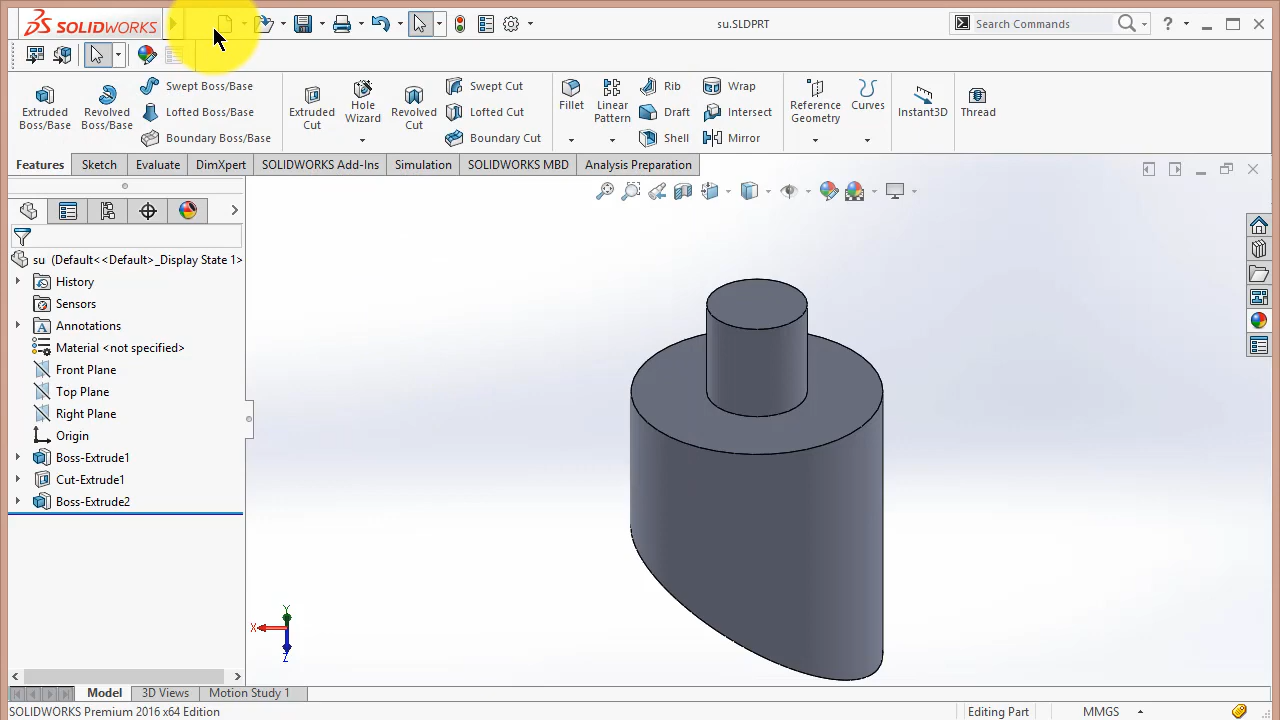 SOLIDWORKS
su.SLDPRT
Search Commands
?
Extruded Boss/Base
Revolved Boss/Base
Swept Boss/Base
Lofted Boss/Base
Boundary Boss/Base
Extruded Cut
Hole Wizard
Revolved Cut
Swept Cut
Lofted Cut
Boundary Cut
Fillet
Linear Pattern
Rib
Draft
Shell
Wrap
Intersect
Mirror
Reference Geometry
Curves
Instant3D
Thread
Features
Sketch
Evaluate
DimXpert
SOLIDWORKS Add-Ins
Simulation
SOLIDWORKS MBD
Analysis Preparation
su (Default<<Default>_Display State 1>
History
Sensors
Annotations
Material <not specified>
Front Plane
Top Plane
Right Plane
Origin
Boss-Extrude1
Cut-Extrude1
Boss-Extrude2
Y
X
Z
Model
3D Views
Motion Study 1
SOLIDWORKS Premium 2016 x64 Edition
Editing Part
MMGS